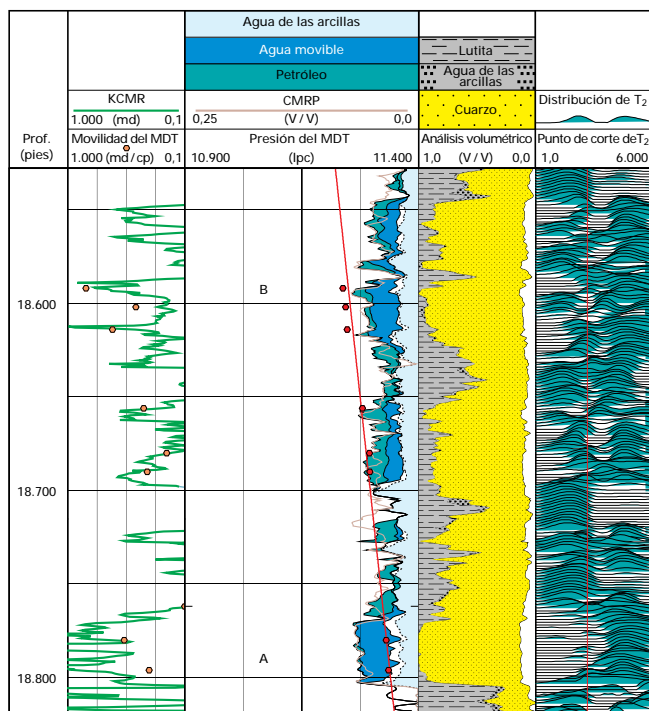 Agua de las arcillas
Agua movible
Petróleo
Lutita
Agua de las
arcillas
KCMR
1.000 (md) 0,1
CMRP
0,25 (V / V) 0,0
Cuarzo
Distribución de T2
Prof.
(pies)
Movilidad del MDT
1.000 (md / cp) 0,1
Presión del MDT
10.900 (lpc) 11.400
Análisis volumétrico
1,0 (V / V) 0,0
Punto de corte de T2
1,0 6.000
B
18.600
18.700
A
18.800